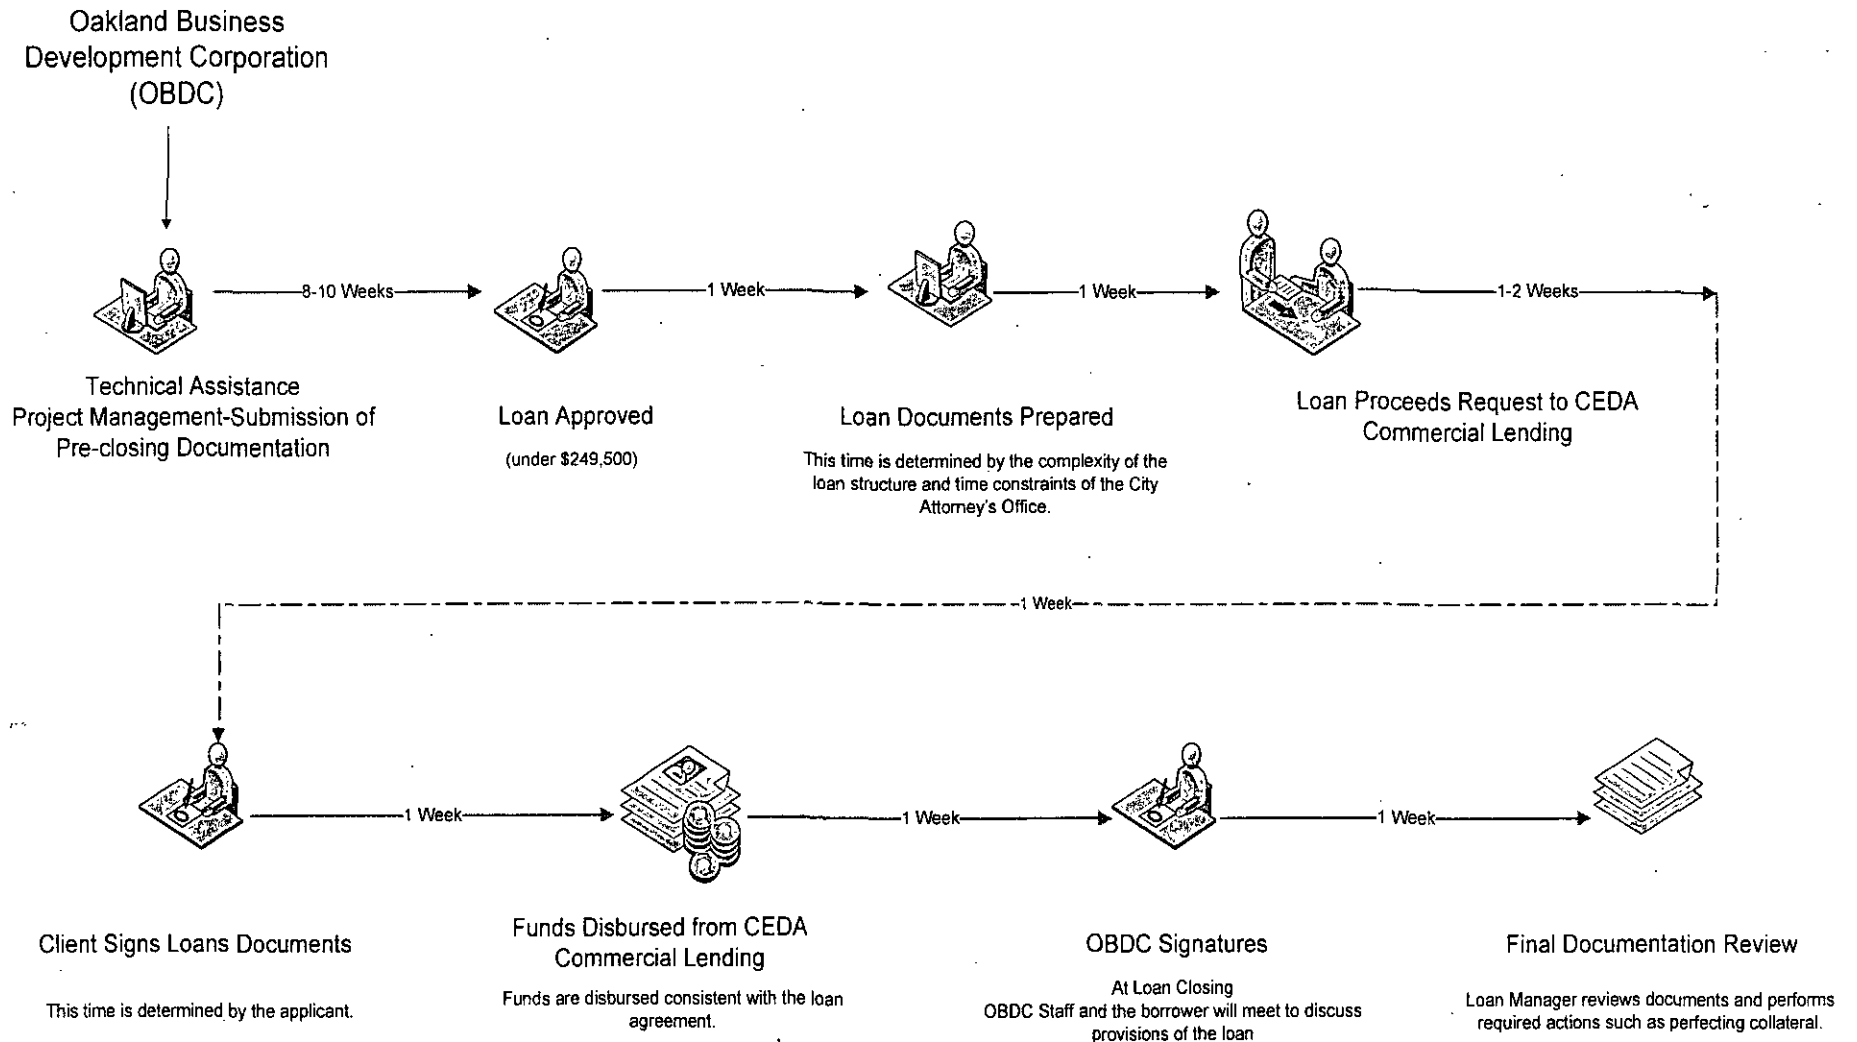 Oakland Business
Development Corporation
(OBDC)
8-10 Weeks
1 Week
1 Week
1-2 Weeks
Technical Assistance
Project Management-Submission of
Pre-closing Documentation
Loan Approved
(under $249,500)
Loan Documents Prepared
This time is determined by the complexity of the
loan structure and time constraints of the City
Attorney's Office.
Loan Proceeds Request to CEDA
Commercial Lending
1 Week
1 Week
1 Week
1 Week
Client Signs Loans Documents
This time is determined by the applicant.
Funds Disbursed from CEDA
Commercial Lending
Funds are disbursed consistent with the loan
agreement.
OBDC Signatures
At Loan Closing
OBDC Staff and the borrower will meet to discuss
provisions of the loan
Final Documentation Review
Loan Manager reviews documents and performs
required actions such as perfecting collateral.